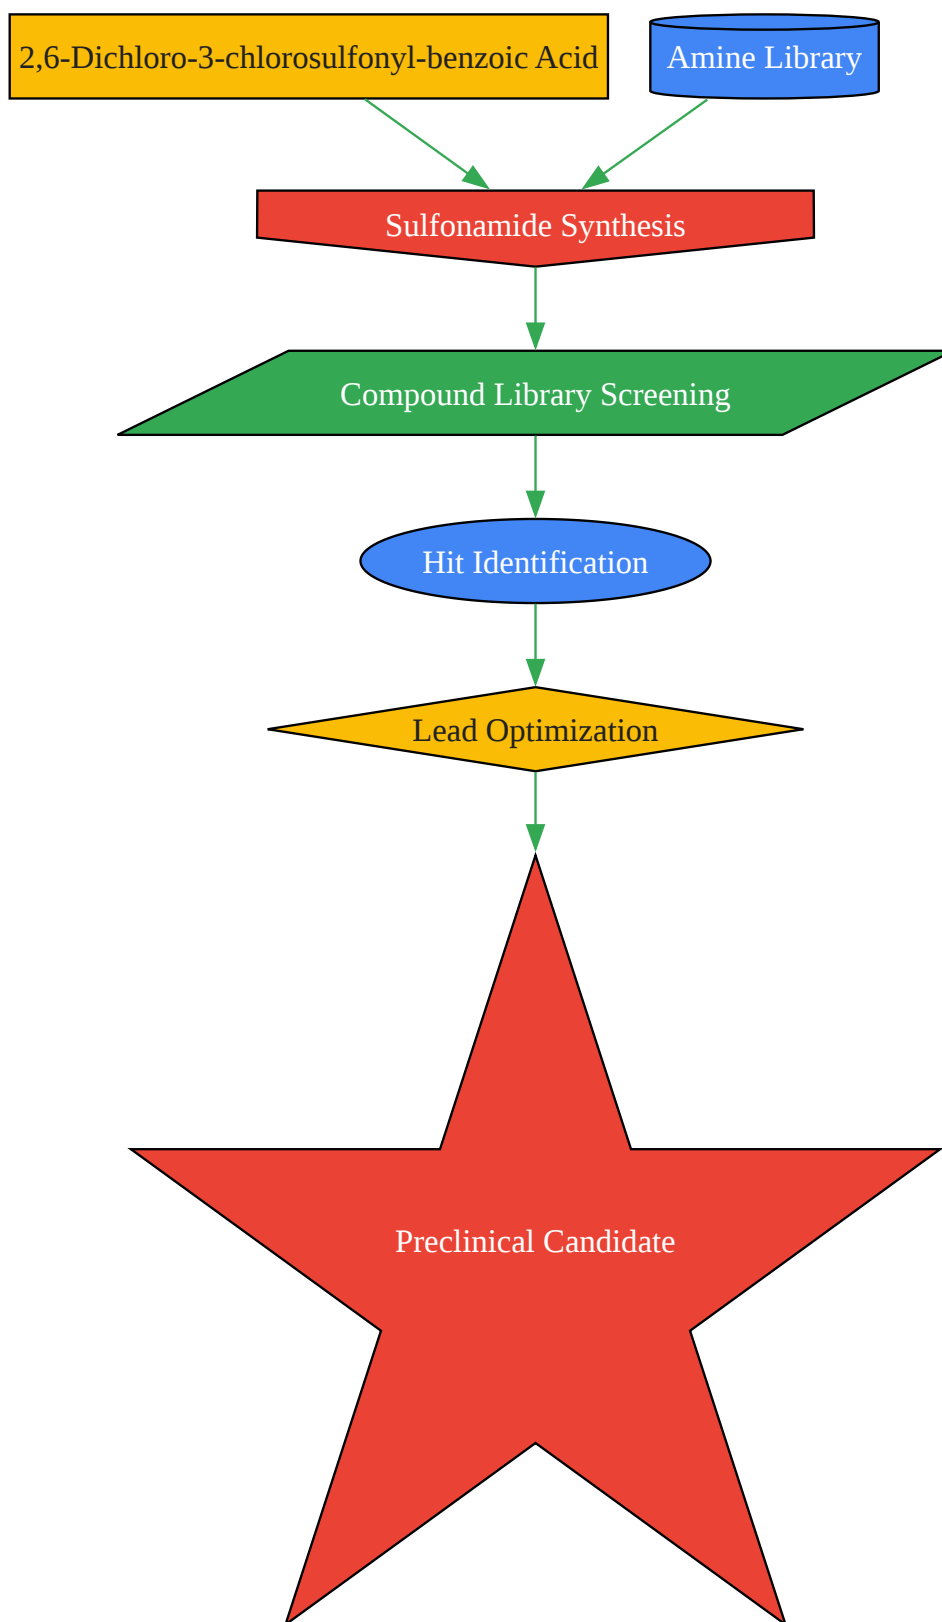 2,6-Dichloro-3-chlorosulfonyl-benzoic Acid
Amine Library
Sulfonamide Synthesis
Compound Library Screening
Hit Identification
Lead Optimization
Preclinical Candidate